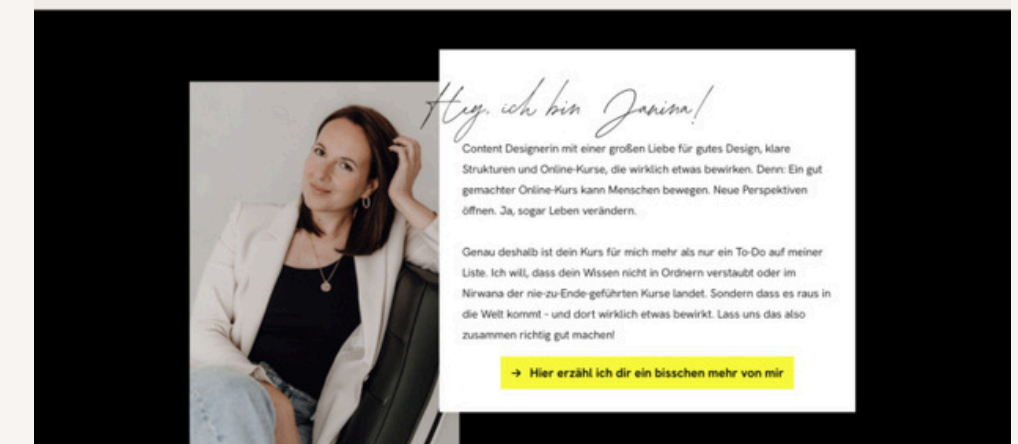 Hey, ich bin Janina!
Content Designerin mit einer großen Liebe für gutes Design, klare
Strukturen und Online-Kurse, die wirklich etwas bewirken. Denn: Ein gut
gemachter Online-Kurs kann Menschen bewegen. Neue Perspektiven
öffnen. Ja, sogar Leben verändern.
Genau deshalb ist dein Kurs für mich mehr als nur ein To-Do auf meiner
Liste. Ich will, dass dein Wissen nicht in Ordnern verstaubt oder im
Nirwana der nie-zu-Ende-geführten Kurse landet. Sondern dass es raus in
die Welt kommt – und dort wirklich etwas bewirkt. Lass uns das also
zusammen richtig gut machen!
→ Hier erzähl ich dir ein bisschen mehr von mir